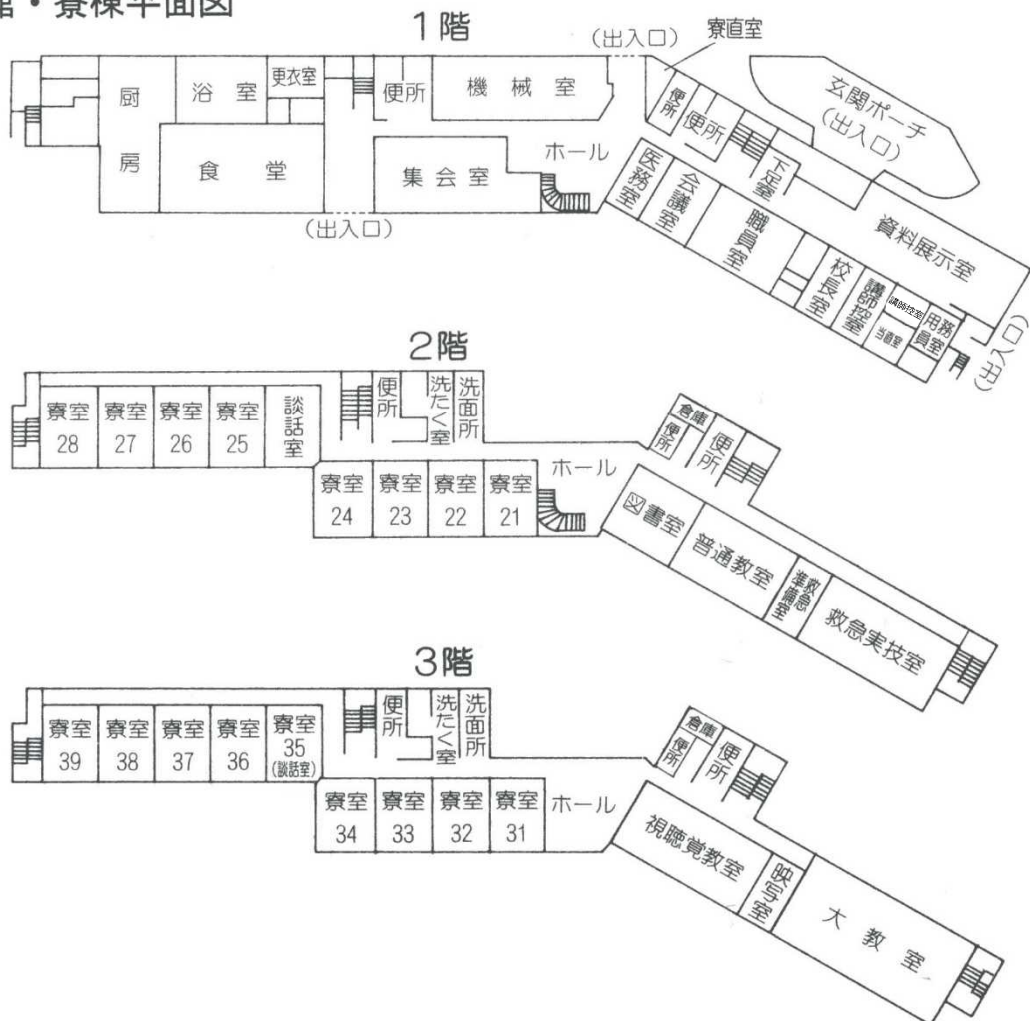 館・寮棟平面図
1階
(出入口)
寮直室
厨房
浴室
更衣室
便所
機械室
便所
便所
玄関ポーチ
(出入口)
食堂
集会室
ホール
医務室
会議室
下足室
職員室
資料展示室
(出入口)
校長室
講師控室
講師控室
当直室
用務員室
(出入口)
2階
寮室
28
寮室
27
寮室
26
寮室
25
談話室
便所
洗たく室
洗面所
寮室
24
寮室
23
寮室
22
寮室
21
ホール
倉庫
便所
便所
図書室
普通教室
救急準備室
救急実技室
3階
寮室
39
寮室
38
寮室
37
寮室
36
寮室
35
(談話室)
便所
洗たく室
洗面所
寮室
34
寮室
33
寮室
32
寮室
31
ホール
倉庫
便所
便所
視聴覚教室
映写室
大教室